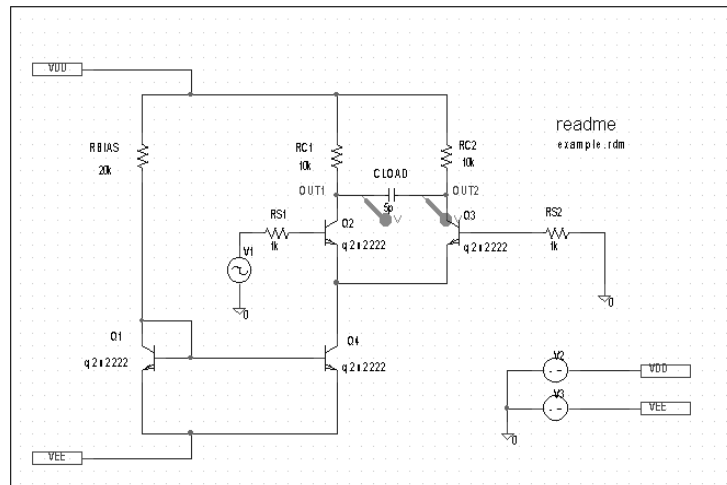 VDD
RBIAS
20k
RC1
10k
RC2
10k
readme
example.rdm
CLOAD
5p
OUT1
OUT2
V
V
RS1
1k
Q2
q2n2222
Q3
q2n2222
RS2
1k
V1
0
0
Q1
q2n2222
Q4
q2n2222
V2
VDD
V3
VEE
0
VEE